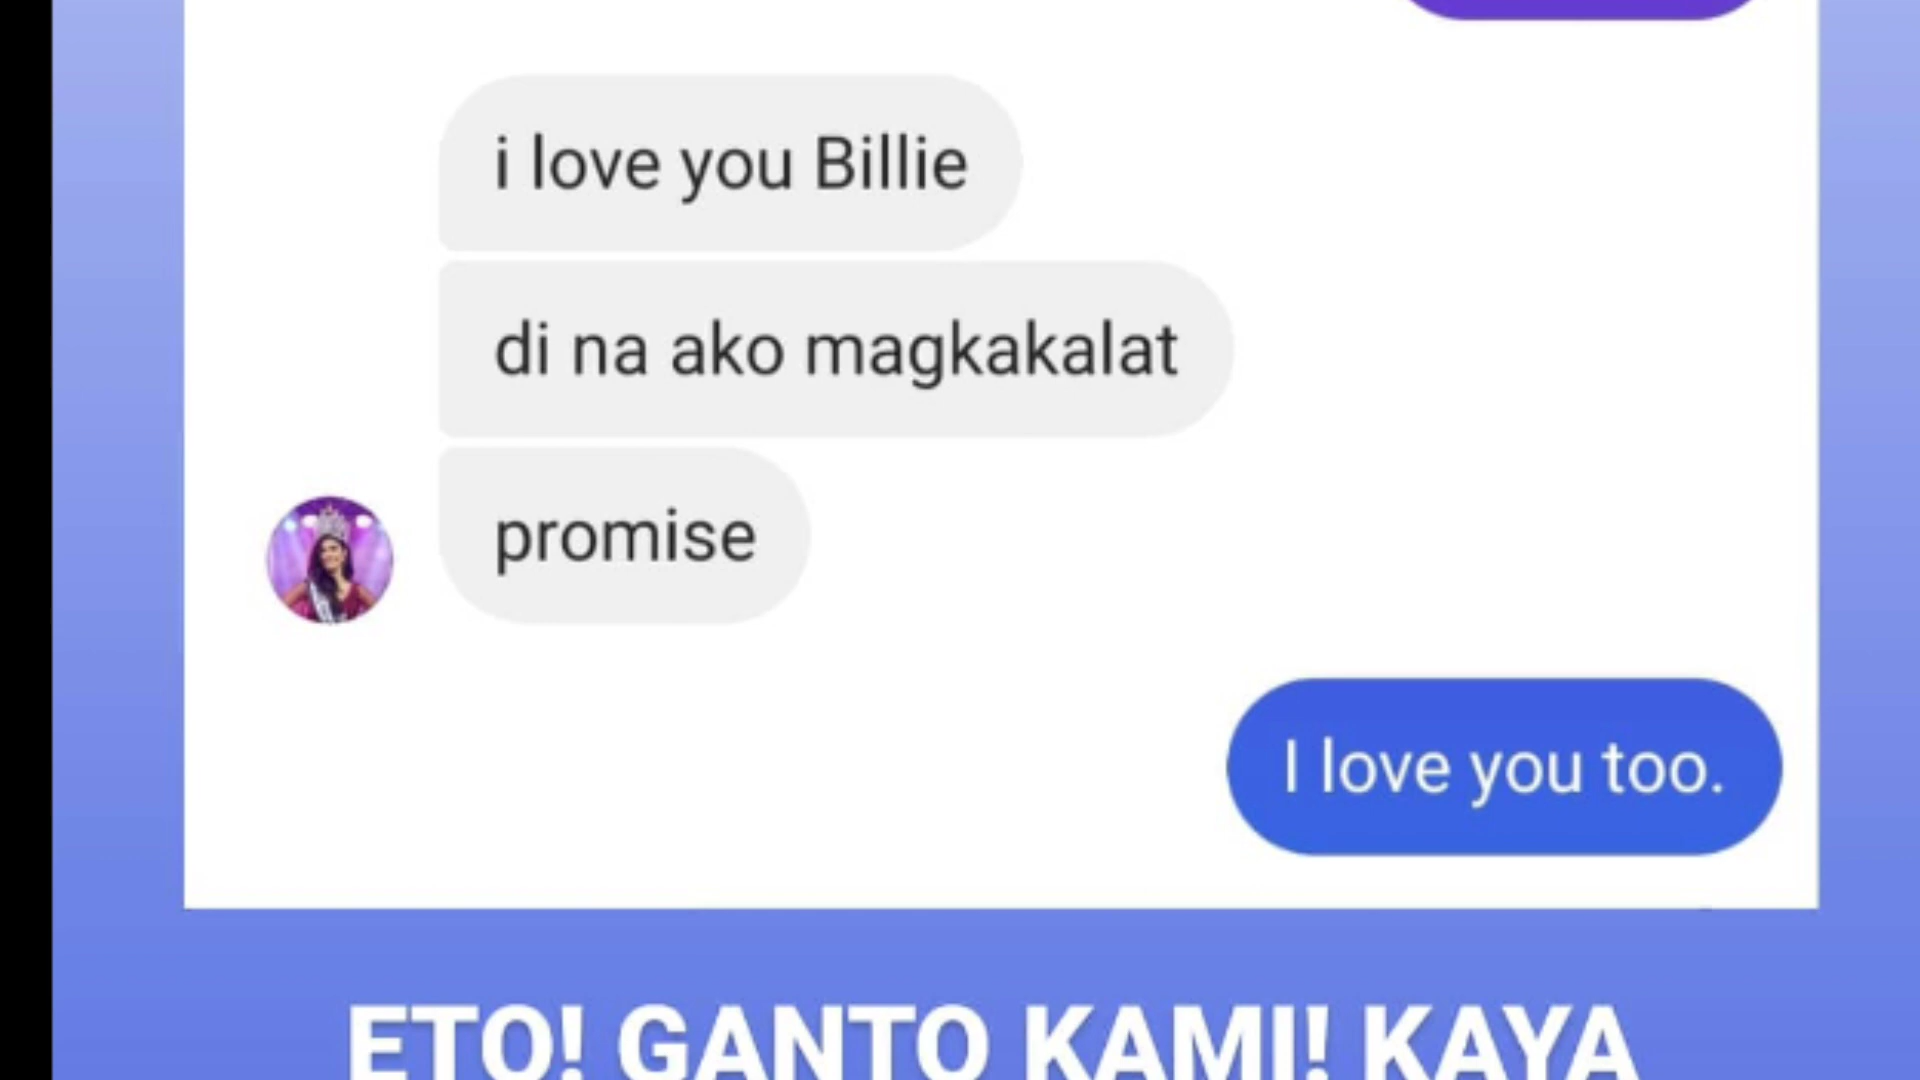 i love you Billie
di na ako magkakalat
promise
I love you too.
ETO! GANTO KAMI! KAYA